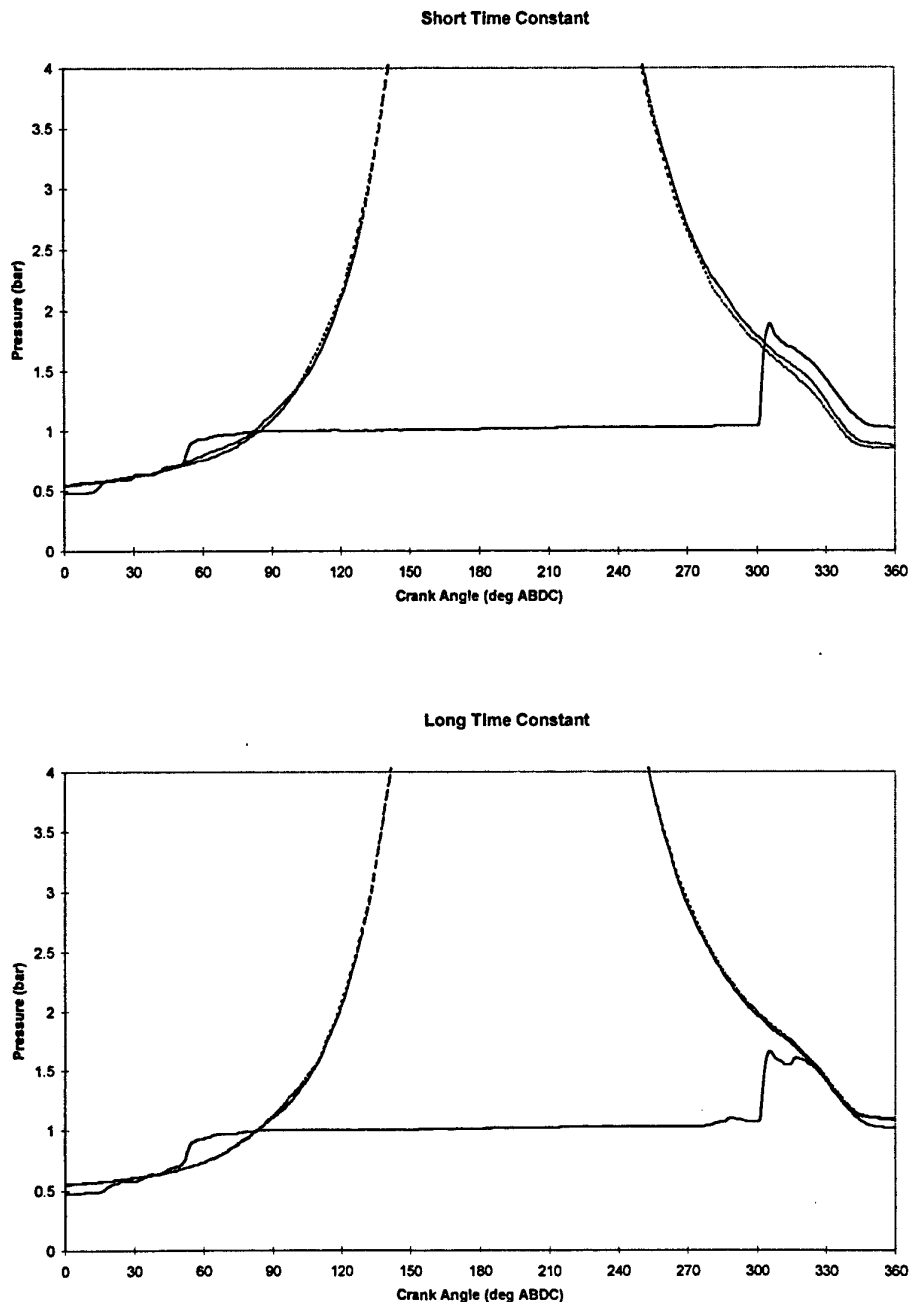 Short Time Constant
4
3.5
3
2.5
2
1.5
1
0.5
0
Pressure (bar)
0 30 60 90 120 150 180 210 240 270 300 330 360
Crank Angle (deg ABDC)
Long Time Constant
4
3.5
3
2.5
2
1.5
1
0.5
0
Pressure (bar)
0 30 60 90 120 150 180 210 240 270 300 330 360
Crank Angle (deg ABDC)